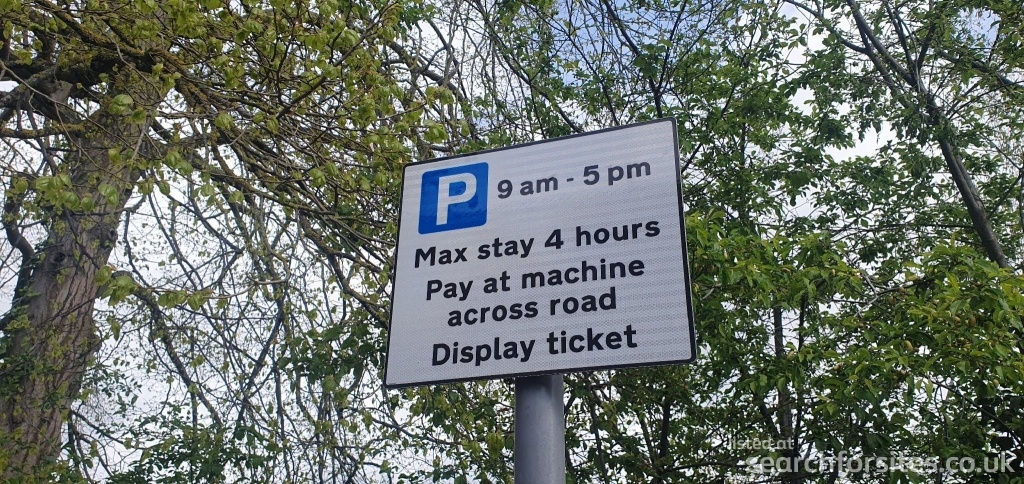 P 9 am - 5 pm
Max stay 4 hours
Pay at machine
across road
Display ticket
listed at
searchforsites.co.uk